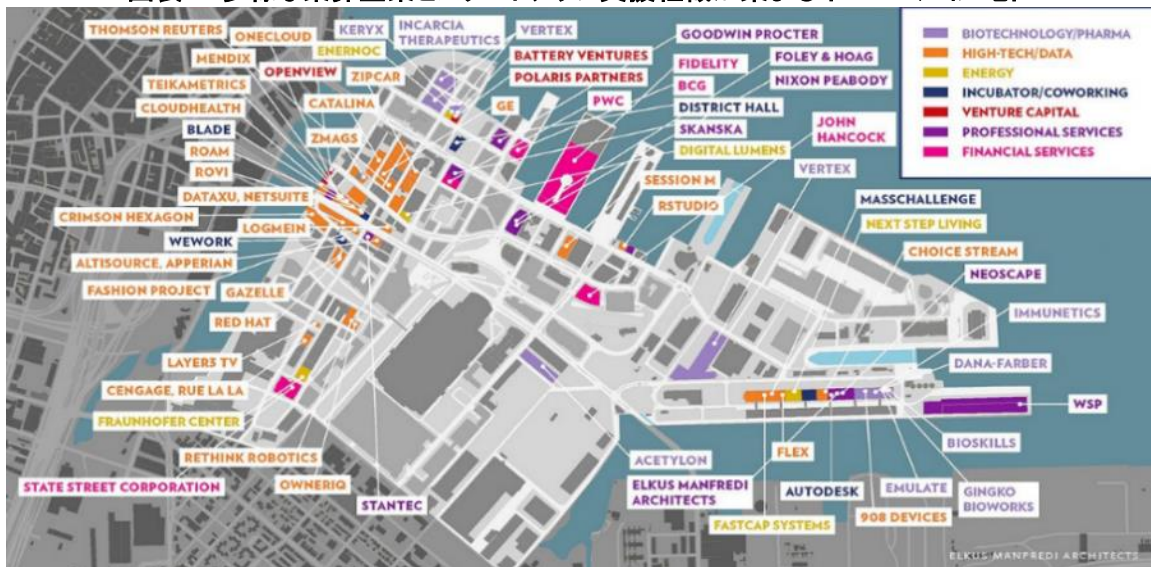 THOMSON REUTERS
ONECLOUD
MENDIX
OPENVIEW
TEIKAMETRICS
CLOUDHEALTH
BLADE
ROAM
ROVI
DATAXU, NETSUITE
CRIMSON HEXAGON
LOGMEIN
WEWORK
ALTISOURCE, APPERIAN
FASHION PROJECT
GAZELLE
RED HAT
LAYER3 TV
CENGAGE, RUE LA LA
FRAUNHOFER CENTER
RETHINK ROBOTICS
STATE STREET CORPORATION
OWNERIQ
STANTEC
KERYX
INCARCIA
THERAPEUTICS
VERTEX
ENERNOC
ZIPCAR
CATALINA
ZMAGS
BATTERY VENTURES
POLARIS PARTNERS
GE
PWC
GOODWIN PROCTER
FIDELITY
FOLEY & HOAG
BCG
NIXON PEABODY
DISTRICT HALL
SKANSKA
DIGITAL LUMENS
JOHN
HANCOCK
VERTEX
SESSION M
RSTUDIO
MASSCHALLENGE
NEXT STEP LIVING
CHOICE STREAM
NEOSCAPE
IMMUNETICS
DANA-FARBER
WSP
BIOSKILLS
ACETYLON
ELKUS MANFREDI
ARCHITECTS
FLEX
AUTODESK
EMULATE
GINGKO
BIOWORKS
FASTCAP SYSTEMS
908 DEVICES
BIOTECHNOLOGY/PHARMA
HIGH-TECH/DATA
ENERGY
INCUBATOR/COWORKING
VENTURE CAPITAL
PROFESSIONAL SERVICES
FINANCIAL SERVICES
ELKUS MANFREDI ARCHITECTS